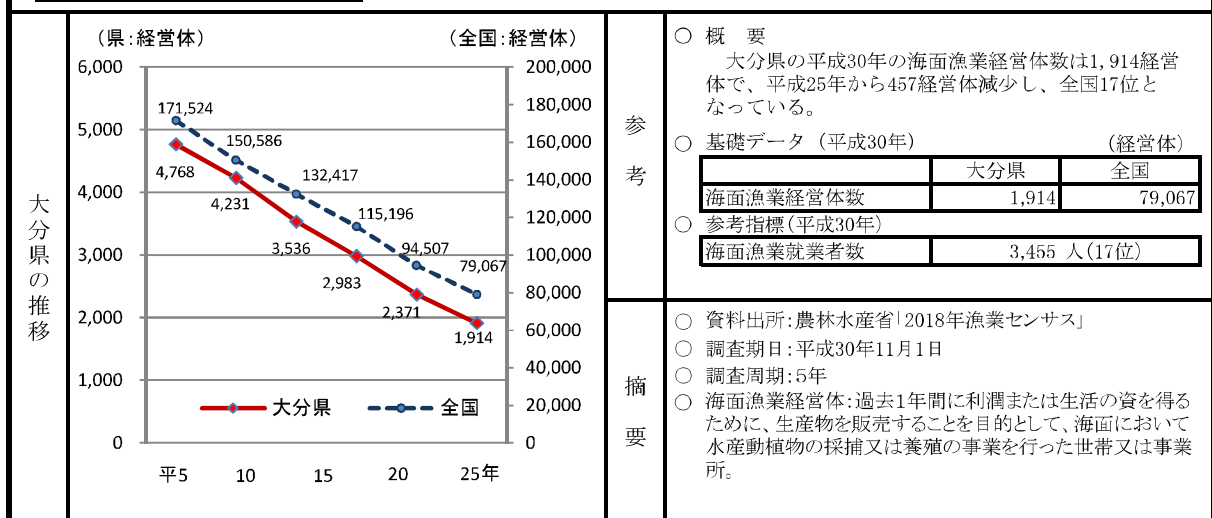 大分県の推移
（県：経営体）
（全国：経営体）
6,000
5,000
4,000
3,000
2,000
1,000
0
200,000
180,000
160,000
140,000
120,000
100,000
80,000
60,000
40,000
20,000
0
171,524
150,586
132,417
115,196
94,507
79,067
4,768
4,231
3,536
2,983
2,371
1,914
大分県
全国
平5
10
15
20
25年
参考
○ 概　要
大分県の平成30年の海面漁業経営体数は1,914経営
体で、平成25年から457経営体減少し、全国17位と
なっている。
○ 基礎データ（平成30年）
（経営体）
大分県 全国
海面漁業経営体数 1,914 79,067
○ 参考指標（平成30年）
海面漁業就業者数 3,455 人（17位）
摘要
○ 資料出所：農林水産省「2018年漁業センサス」
○ 調査期日：平成30年11月1日
○ 調査周期：5年
○ 海面漁業経営体：過去1年間に利潤または生活の資を得る
ために、生産物を販売することを目的として、海面において
水産動植物の採捕又は養殖の事業を行った世帯又は事業
所。